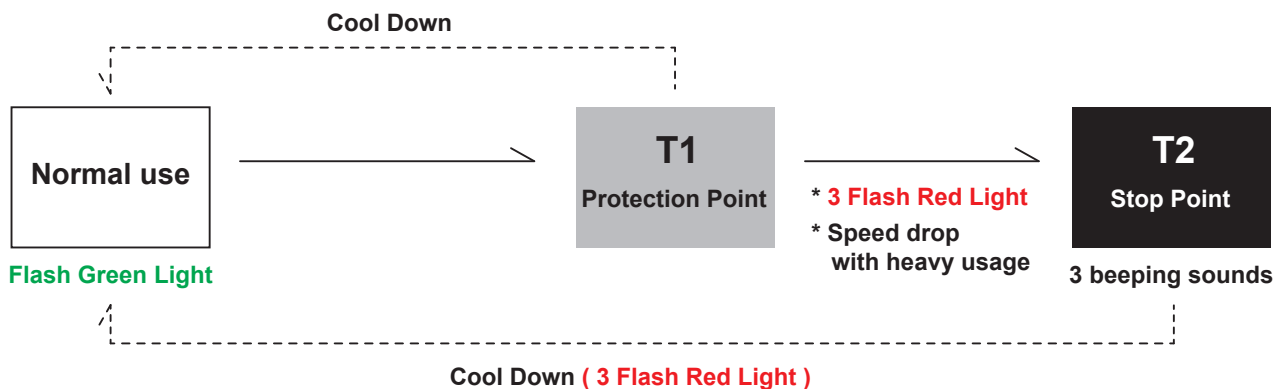 Cool Down
Normal use
Flash Green Light
T1
Protection Point
* 3 Flash Red Light
* Speed drop
with heavy usage
T2
Stop Point
3 beeping sounds
Cool Down ( 3 Flash Red Light )